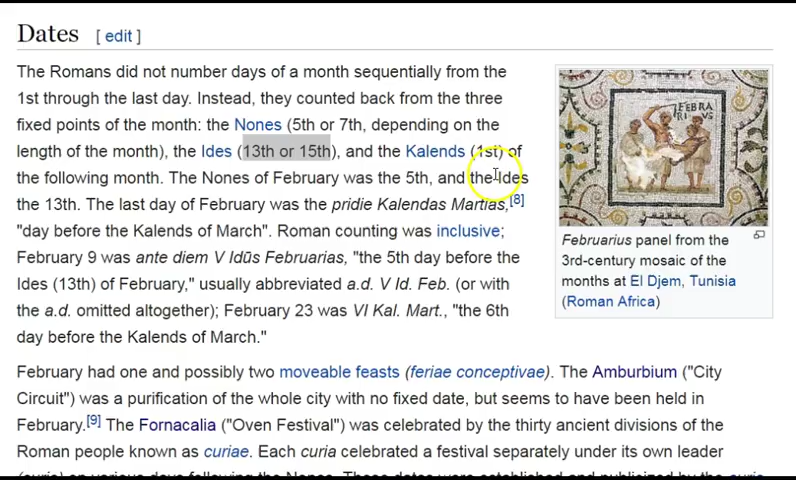 Dates [ edit ]
The Romans did not number days of a month sequentially from the
1st through the last day. Instead, they counted back from the three
fixed points of the month: the Nones (5th or 7th, depending on the
length of the month), the Ides (13th or 15th), and the Kalends (1st) of
the following month. The Nones of February was the 5th, and the Ides
the 13th. The last day of February was the pridie Kalendas Martias,[8]
"day before the Kalends of March". Roman counting was inclusive;
February 9 was ante diem V Idūs Februarias, "the 5th day before the
Ides (13th) of February," usually abbreviated a.d. V Id. Feb. (or with
the a.d. omitted altogether); February 23 was VI Kal. Mart., "the 6th
day before the Kalends of March."
FEBRA
RIVS
Februarius panel from the
3rd-century mosaic of the
months at El Djem, Tunisia
(Roman Africa)
February had one and possibly two moveable feasts (feriae conceptivae). The Amburbium ("City
Circuit") was a purification of the whole city with no fixed date, but seems to have been held in
February.[9] The Fornacalia ("Oven Festival") was celebrated by the thirty ancient divisions of the
Roman people known as curiae. Each curia celebrated a festival separately under its own leader